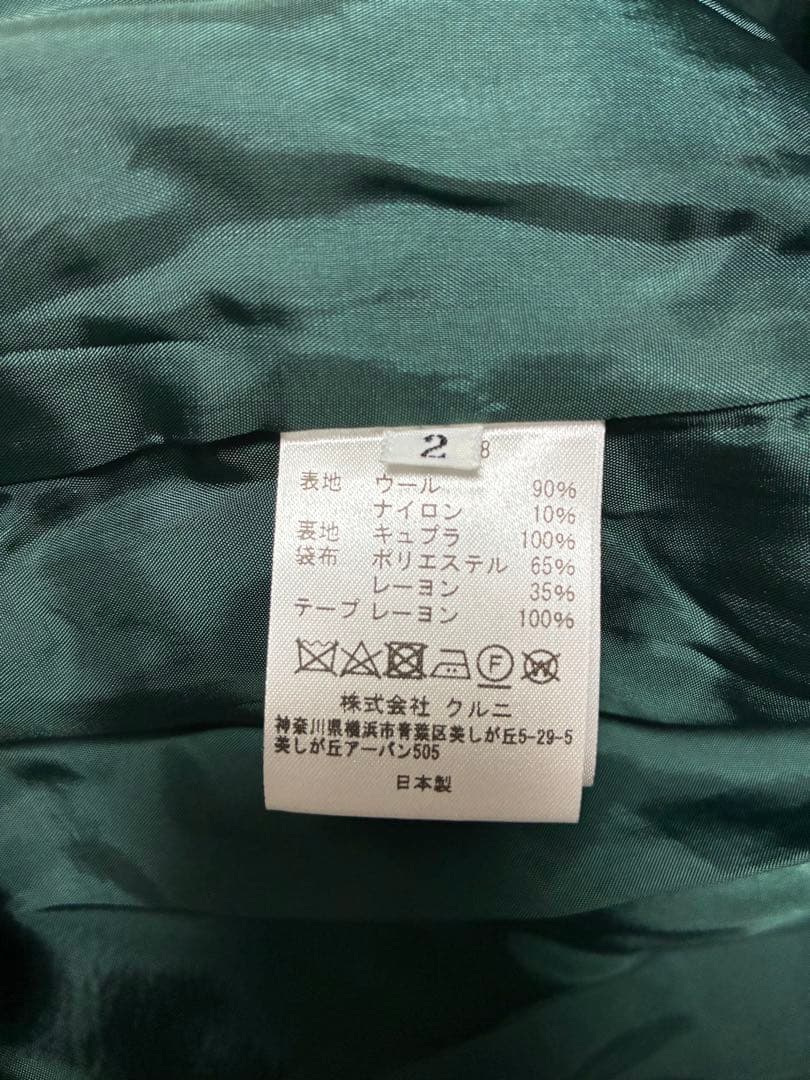 2
8
表地 ウール 90%
ナイロン 10%
裏地 キュプラ 100%
袋布 ポリエステル 65%
レーヨン 35%
テープ レーヨン 100%
F W
株式会社 クルニ
神奈川県横浜市青葉区美しが丘5-29-5
美しが丘アーバン505
日本製